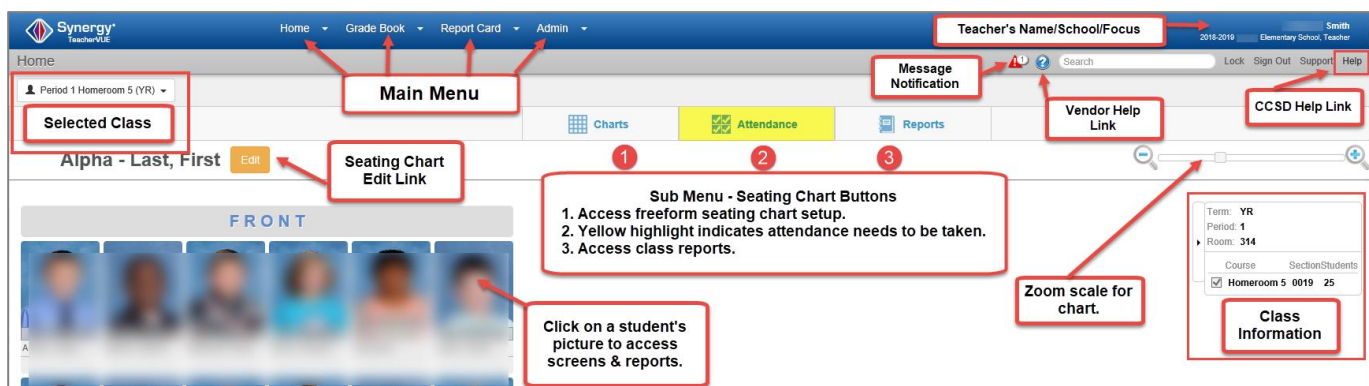 Synergy
TeacherVUE
Home Grade Book Report Card Admin
Teacher's Name/School/Focus
Smith
2018-2019 Elementary School, Teacher
Home
Message
Notification
1
?
Search
Lock Sign Out Support Help
Period 1 Homeroom 5 (YR)
Main Menu
Selected Class
Vendor Help
Link
CCSD Help Link
Charts
Attendance
Reports
Alpha - Last, First
Edit
Seating Chart
Edit Link
1
2
3
Sub Menu - Seating Chart Buttons
1. Access freeform seating chart setup.
2. Yellow highlight indicates attendance needs to be taken.
3. Access class reports.
FRONT
Term: YR
Period: 1
Room: 314
Course Section Students
Homeroom 5 0019 25
Zoom scale for
chart.
Class
Information
Click on a student's
picture to access
screens & reports.